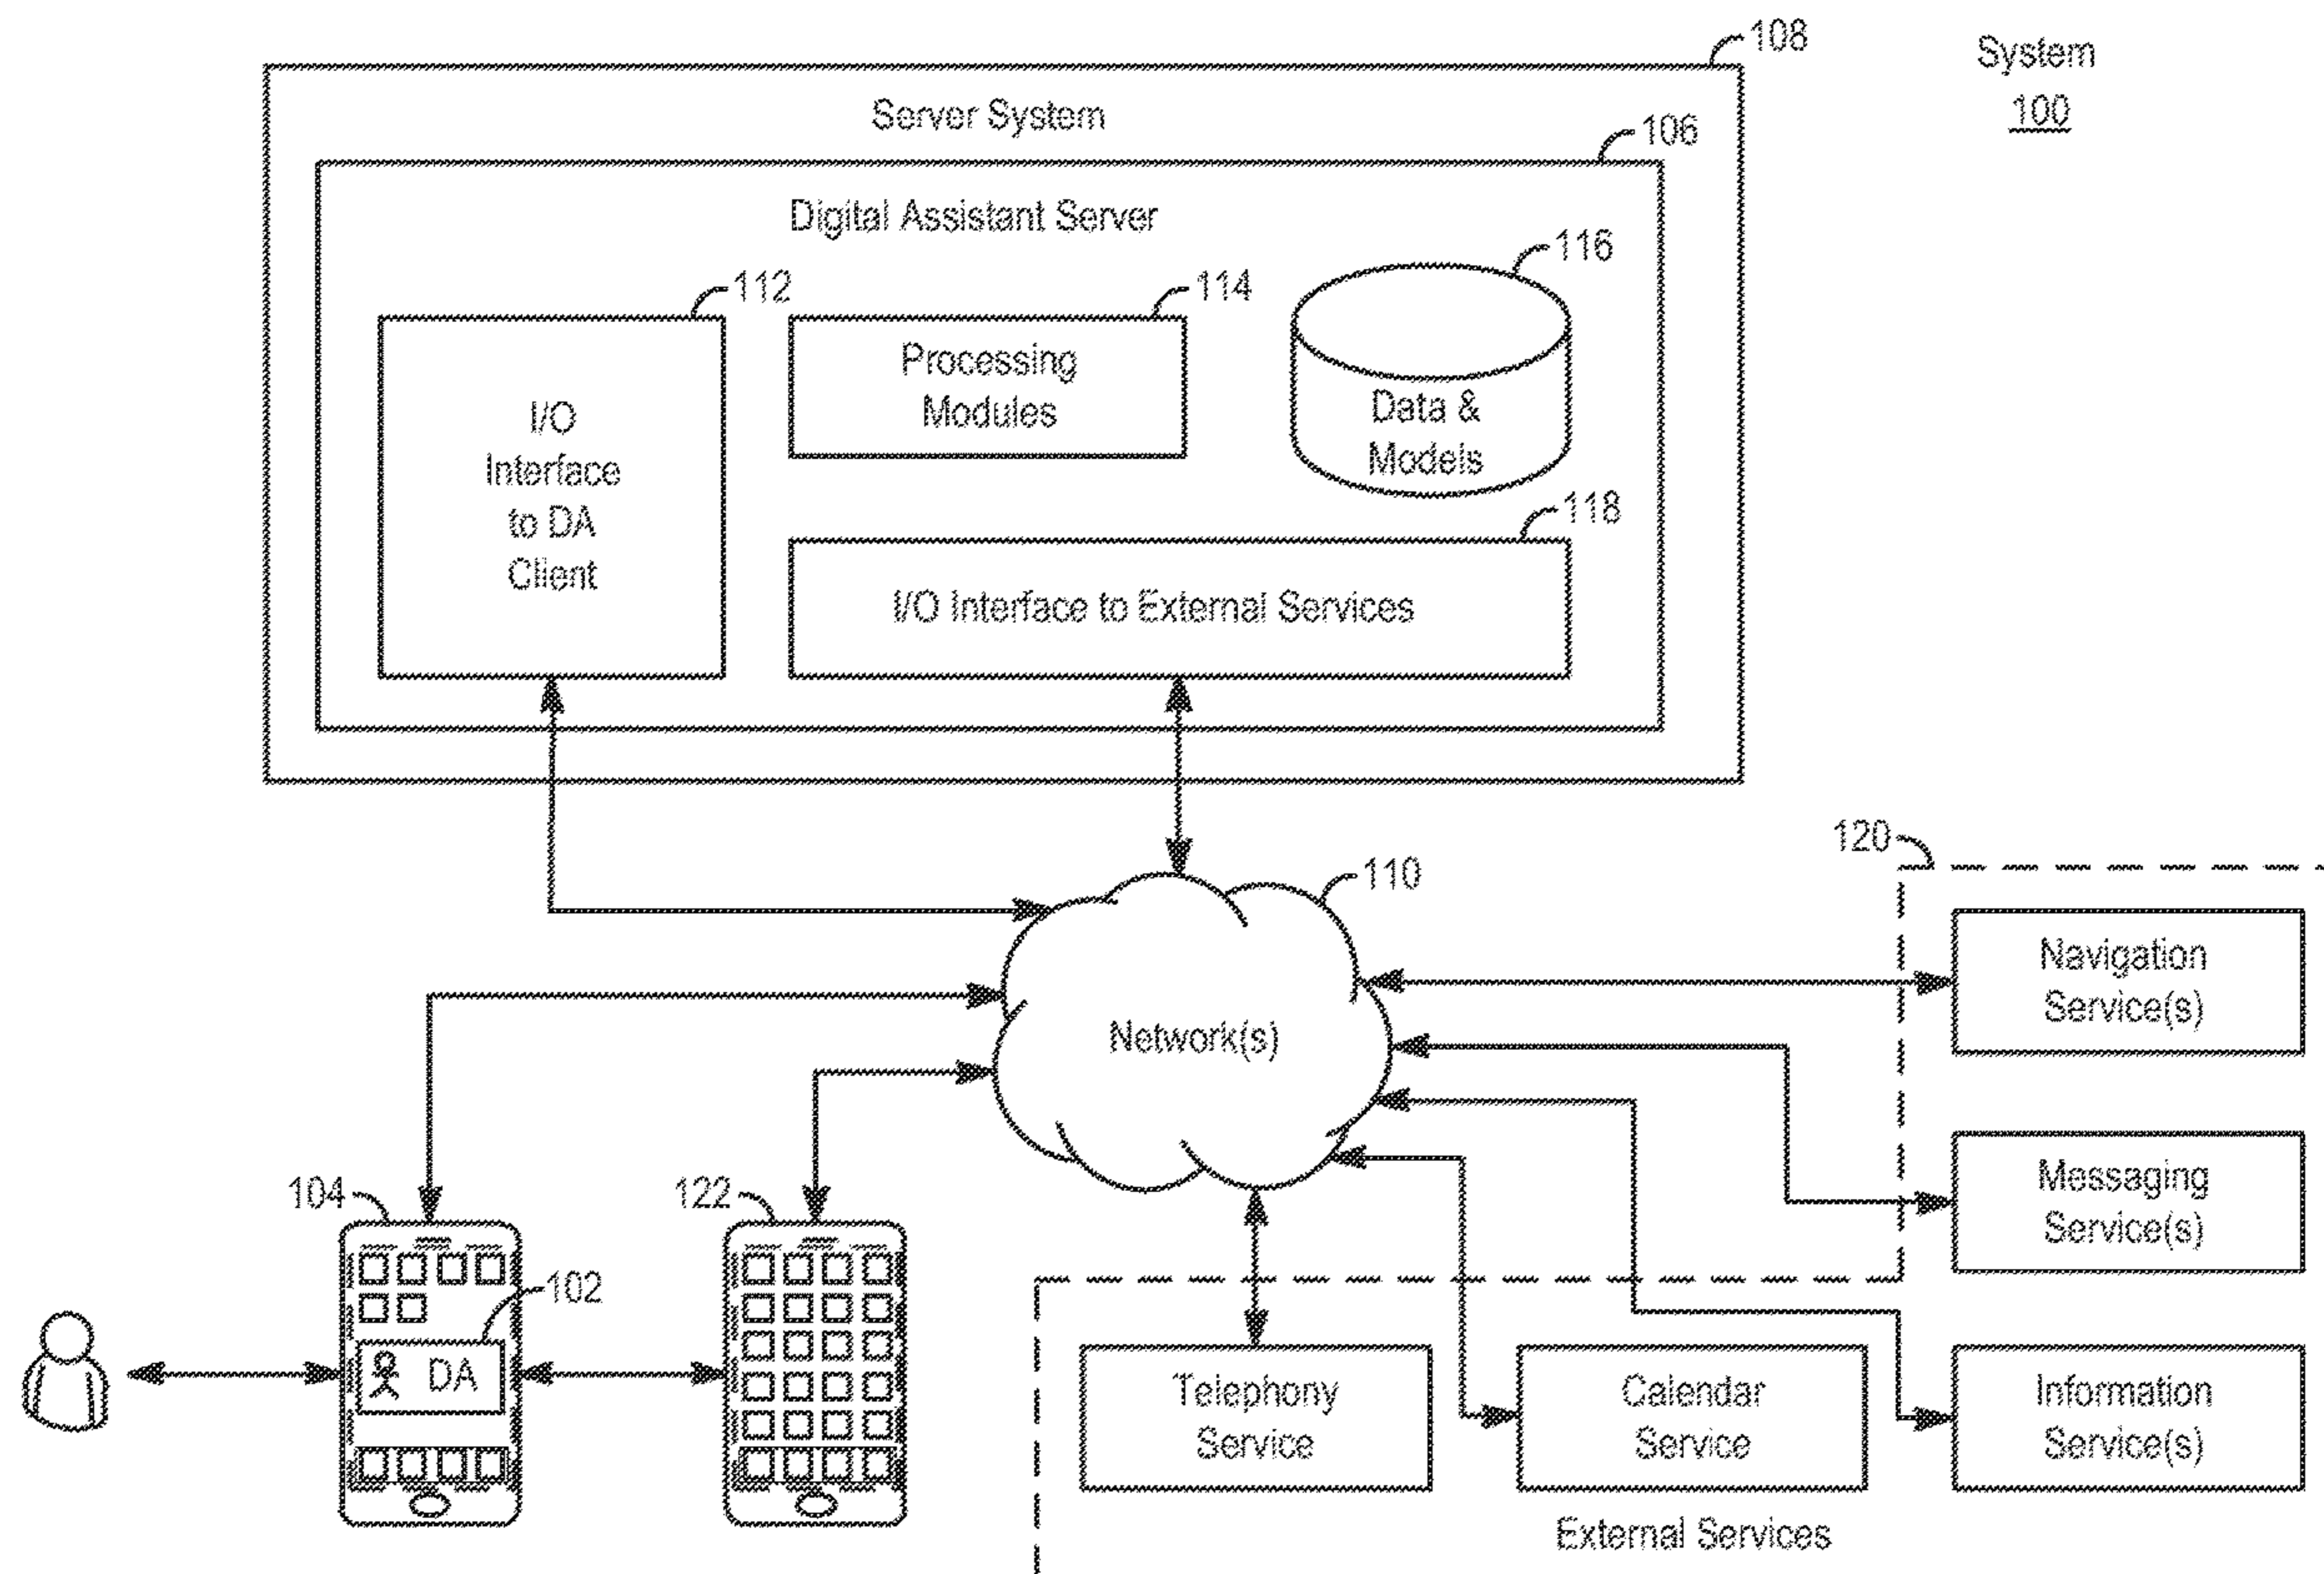 108
System
100
Server System
106
Digital Assistant Server
116
112
114
I/O
Interface
to DA
Client
Processing
Modules
Data &
Models
118
I/O Interface to External Services
120
110
Navigation
Service(s)
Network(s)
Messaging
Service(s)
104
122
102
DA
Telephony
Service
Calendar
Service
Information
Service(s)
External Services